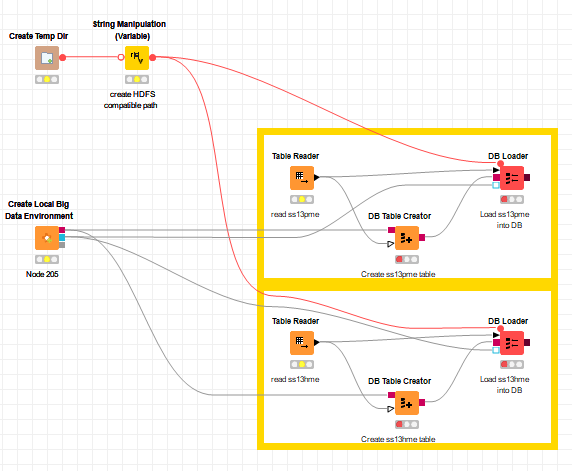 String Manipulation
(Variable)
Create Temp Dir
create HDFS
compatible path
Table Reader
DB Loader
read ss13pme
Load ss13pme
into DB
DB Table Creator
Create ss13pme table
Create Local Big
Data Environment
Node 205
Table Reader
DB Loader
read ss13hme
Load ss13hme
into DB
DB Table Creator
Create ss13hme table